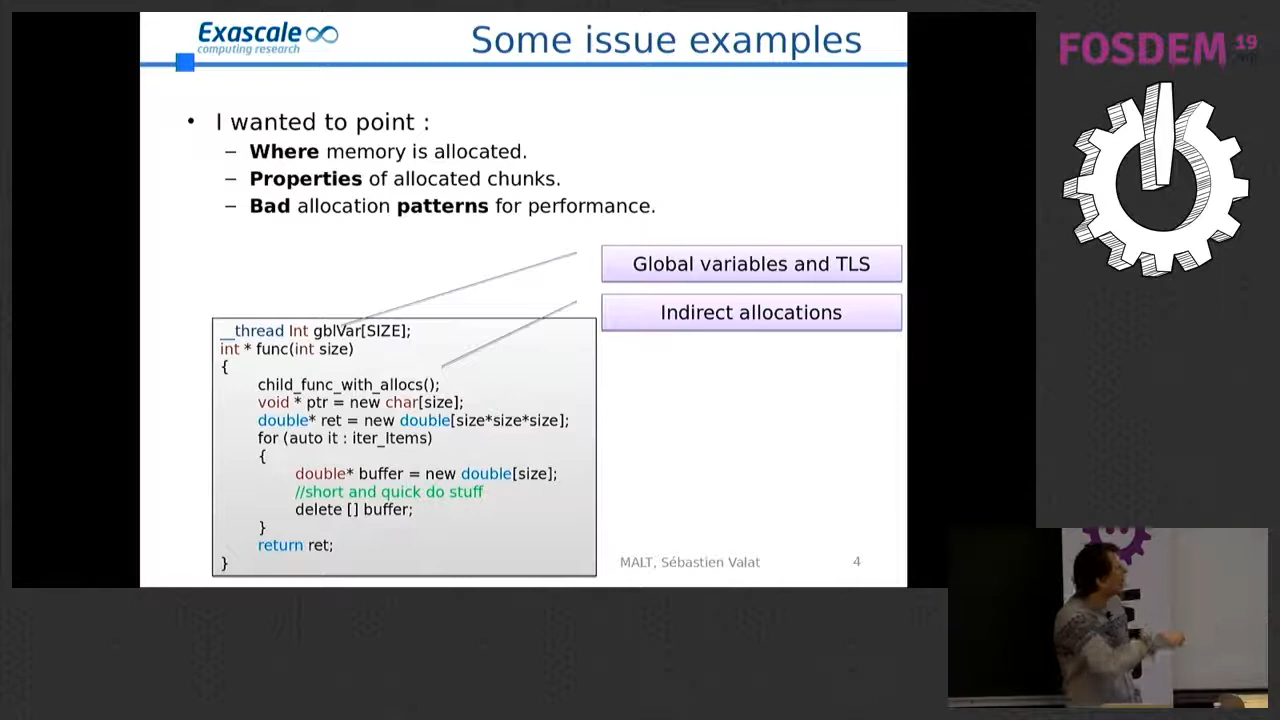 Exascale
computing research
Some issue examples
• I wanted to point :
– Where memory is allocated.
– Properties of allocated chunks.
– Bad allocation patterns for performance.
Global variables and TLS
Indirect allocations
__thread Int gblVar[SIZE];
int * func(int size)
{
child_func_with_allocs();
void * ptr = new char[size];
double* ret = new double[size*size*size];
for (auto it : iter_Items)
{
double* buffer = new double[size];
//short and quick do stuff
delete [] buffer;
}
return ret;
}
MALT, Sébastien Valat
4
FOSDEM 19